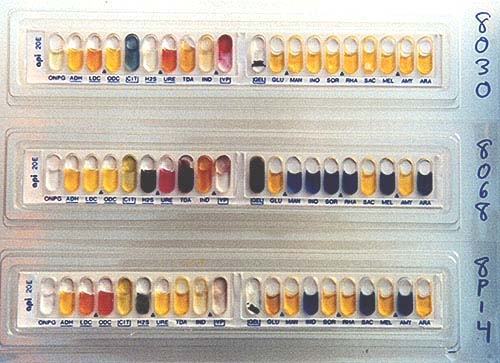 api 20E
ONPG ADH LDC ODC |CIT| H2S URE TDA IND |VP| |GEL| GLU MAN INO SOR RHA SAC MEL AMY ARA
8030
api 20E
ONPG ADH LDC ODC |CIT| H2S URE TDA IND |VP| |GEL| GLU MAN INO SOR RHA SAC MEL AMY ARA
8068
api 20E
ONPG ADH LDC ODC |CIT| H2S URE TDA IND |VP| |GEL| GLU MAN INO SOR RHA SAC MEL AMY ARA
8P-14